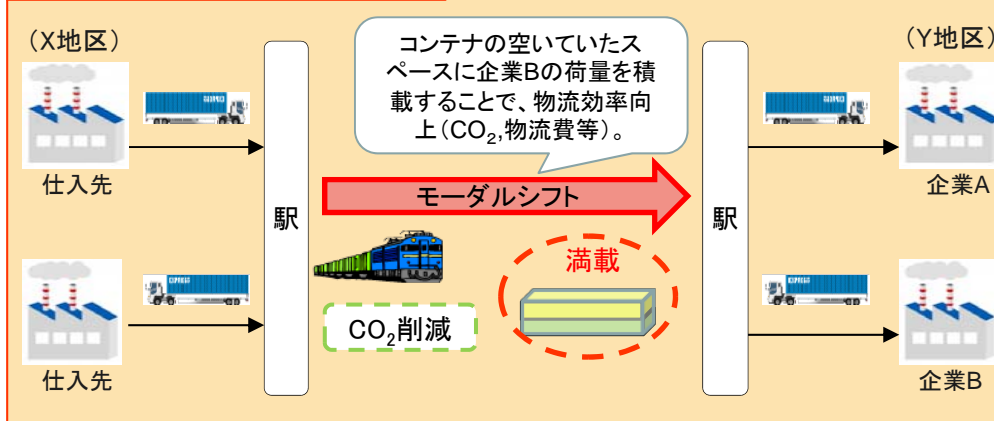 (X地区)
仕入先
仕入先
駅
コンテナの空いていたス
ペースに企業Bの荷量を積
載することで、物流効率向
上(CO₂,物流費等)。
モーダルシフト
満載
CO₂削減
駅
(Y地区)
企業A
EXPRESS
企業B